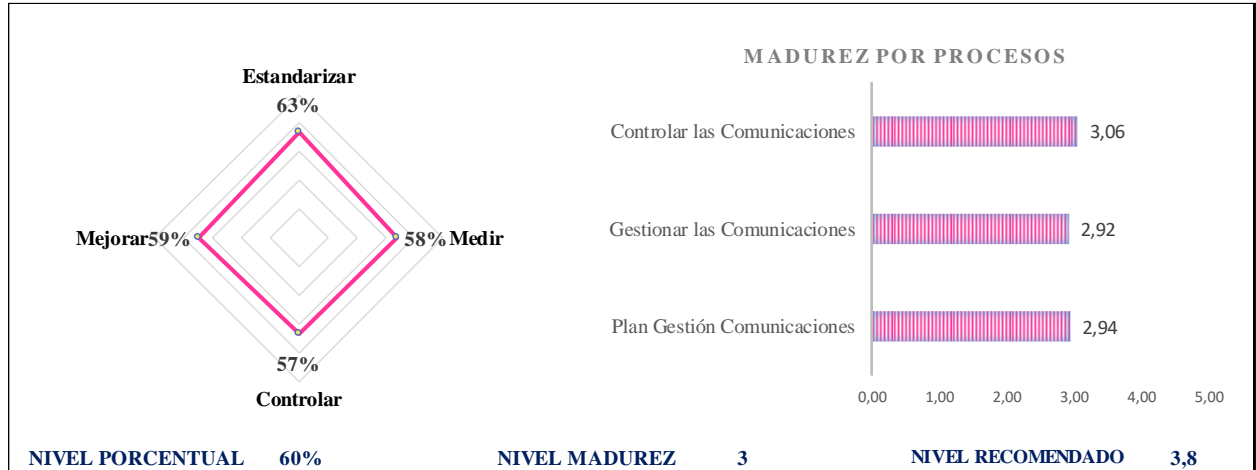 Estandarizar
63%
Mejorar 59%
58% Medir
57%
Controlar
MADUREZ POR PROCESOS
Controlar las Comunicaciones 3,06
Gestionar las Comunicaciones 2,92
Plan Gestión Comunicaciones 2,94
0,00 1,00 2,00 3,00 4,00 5,00
NIVEL PORCENTUAL 60% NIVEL MADUREZ 3 NIVEL RECOMENDADO 3,8